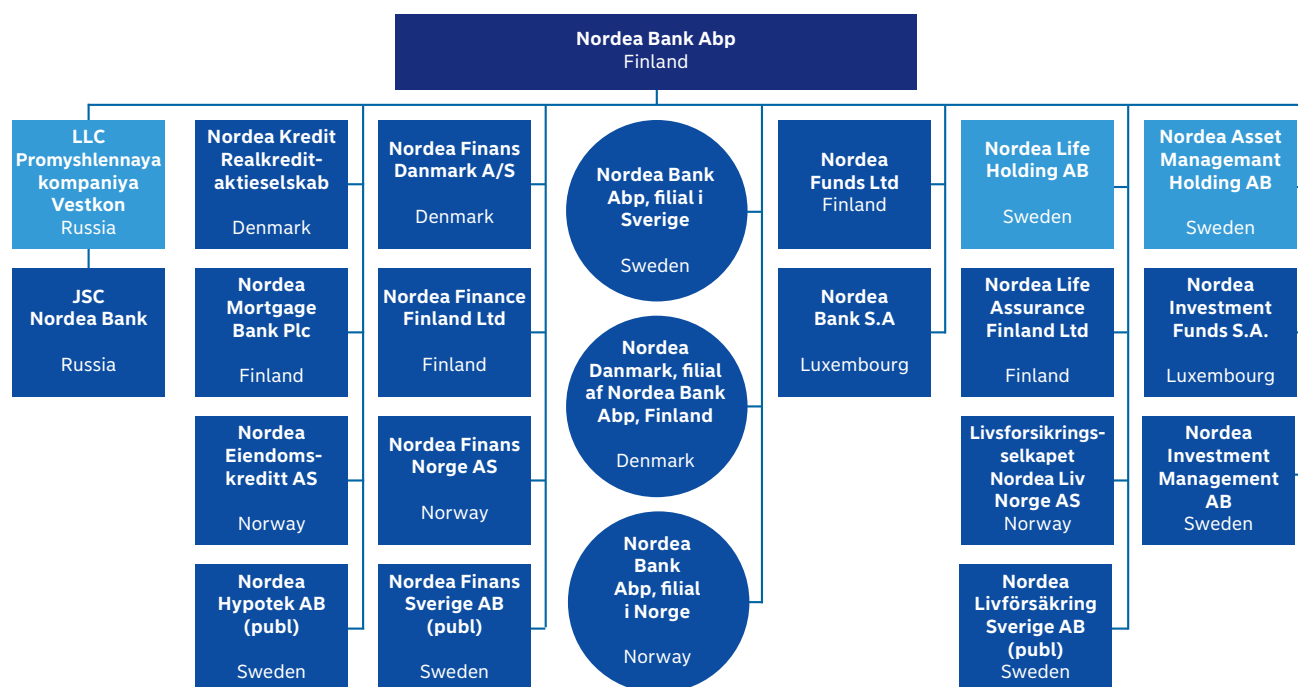 Nordea Bank Abp
Finland
LLC
Promyshlennaya
kompaniya
Vestkon
Russia
JSC
Nordea Bank
Russia
Nordea Kredit
Realkredit-
aktieselskab
Denmark
Nordea
Mortgage
Bank Plc
Finland
Nordea
Eiendoms-
kreditt AS
Norway
Nordea
Hypotek AB
(publ)
Sweden
Nordea Finans
Danmark A/S
Denmark
Nordea Finance
Finland Ltd
Finland
Nordea Finans
Norge AS
Norway
Nordea Finans
Sverige AB
(publ)
Sweden
Nordea Bank
Abp, filial i
Sverige
Sweden
Nordea
Danmark, filial
af Nordea Bank
Abp, Finland
Denmark
Nordea
Bank
Abp, filial
i Norge
Norway
Nordea
Funds Ltd
Finland
Nordea
Bank S.A
Luxembourg
Nordea Life
Holding AB
Sweden
Nordea Life
Assurance
Finland Ltd
Finland
Livsforsikrings-
selkapet
Nordea Liv
Norge AS
Norway
Nordea
Livförsäkring
Sverige AB
(publ)
Sweden
Nordea Asset
Managemant
Holding AB
Sweden
Nordea
Investment
Funds S.A.
Luxembourg
Nordea
Investment
Management
AB
Sweden